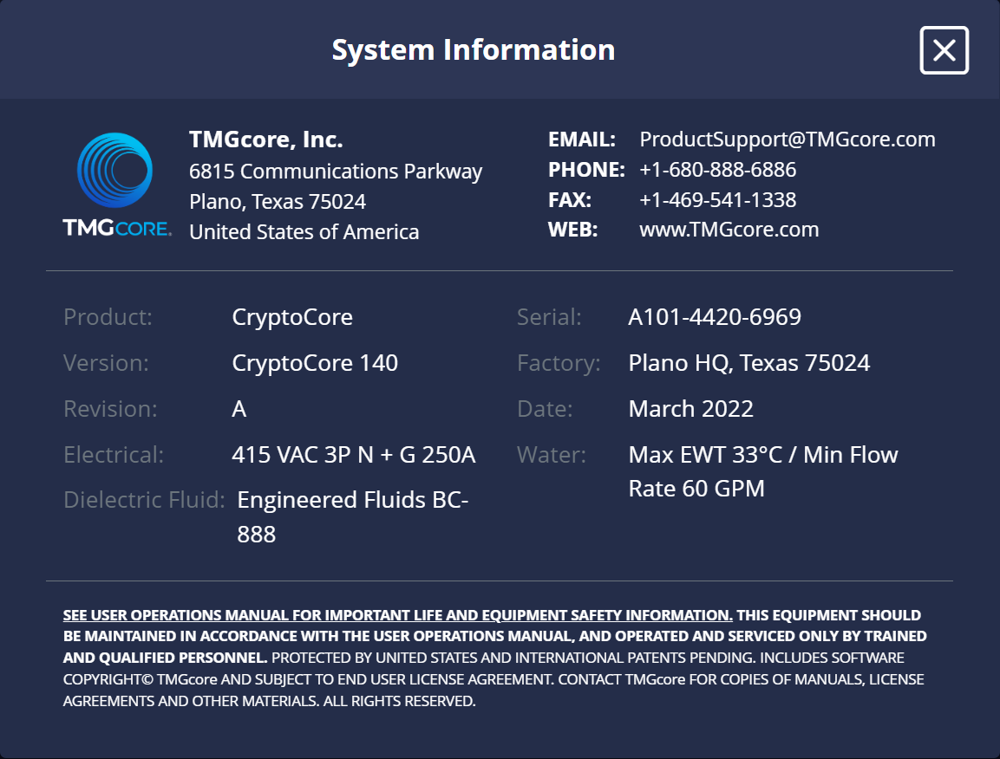 System Information
TMGCORE.
TMGcore, Inc.
6815 Communications Parkway
Plano, Texas 75024
United States of America
EMAIL: ProductSupport@TMGcore.com
PHONE: +1-680-888-6886
FAX: +1-469-541-1338
WEB: www.TMGcore.com
Product: CryptoCore
Version: CryptoCore 140
Revision: A
Electrical: 415 VAC 3P N + G 250A
Dielectric Fluid: Engineered Fluids BC-
888
Serial: A101-4420-6969
Factory: Plano HQ, Texas 75024
Date: March 2022
Water: Max EWT 33°C / Min Flow
Rate 60 GPM
SEE USER OPERATIONS MANUAL FOR IMPORTANT LIFE AND EQUIPMENT SAFETY INFORMATION. THIS EQUIPMENT SHOULD
BE MAINTAINED IN ACCORDANCE WITH THE USER OPERATIONS MANUAL, AND OPERATED AND SERVICED ONLY BY TRAINED
AND QUALIFIED PERSONNEL. PROTECTED BY UNITED STATES AND INTERNATIONAL PATENTS PENDING. INCLUDES SOFTWARE
COPYRIGHT© TMGcore AND SUBJECT TO END USER LICENSE AGREEMENT. CONTACT TMGcore FOR COPIES OF MANUALS, LICENSE
AGREEMENTS AND OTHER MATERIALS. ALL RIGHTS RESERVED.